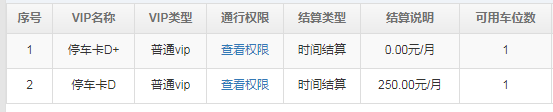 序号 VIP名称 VIP类型 通行权限 结算类型 结算说明 可用车位数
1 停车卡D+ 普通vip 查看权限 时间结算 0.00元/月 1
2 停车卡D 普通vip 查看权限 时间结算 250.00元/月 1